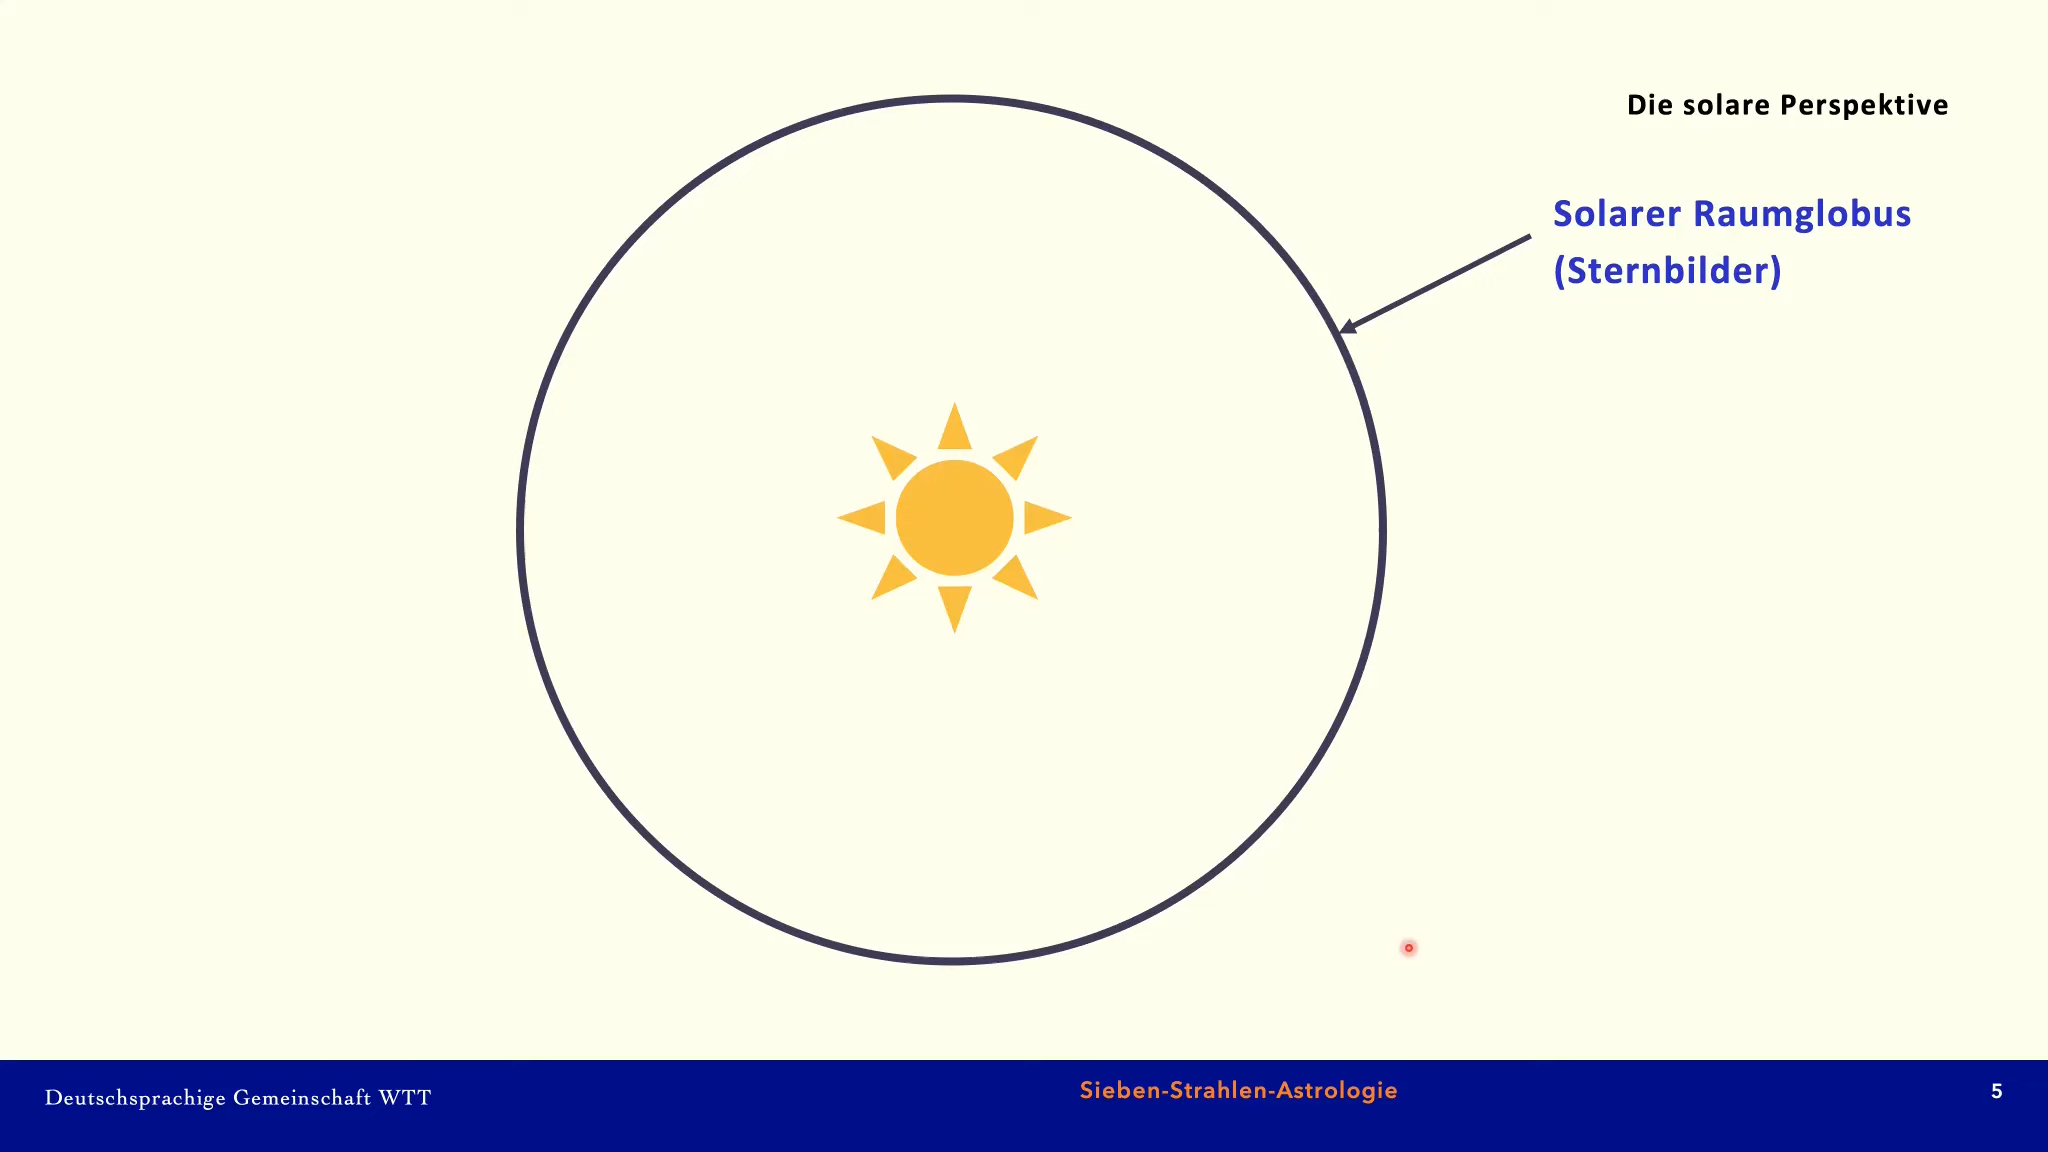 Die solare Perspektive
Solarer Raumglobus
(Sternbilder)
Deutschsprachige Gemeinschaft WTT
Sieben-Strahlen-Astrologie
5